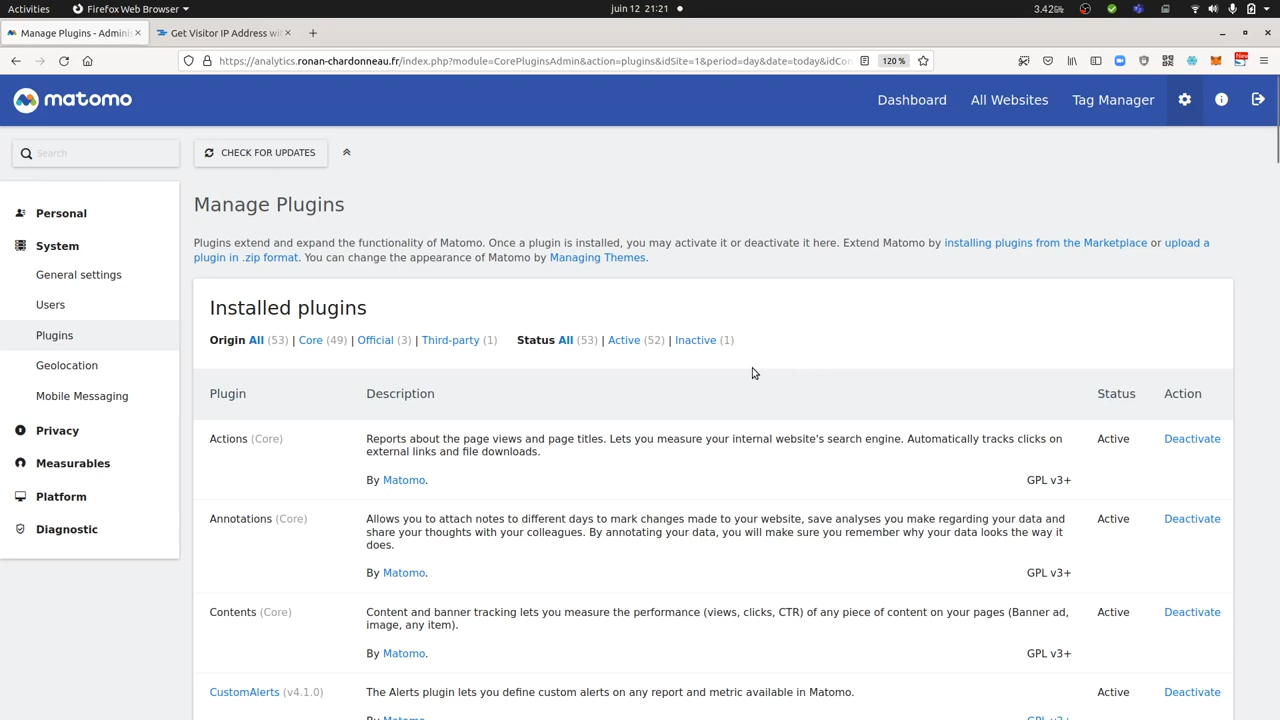 Activities Firefox Web Browser juin 12 21:21 3.42GHz
Manage Plugins - Adminis Get Visitor IP Address wit
https://analytics.ronan-chardonneau.fr/index.php?module=CorePluginsAdmin&action=plugins&idSite=1&period=day&date=today&idCon 120 % New
matomo Dashboard All Websites Tag Manager
Search CHECK FOR UPDATES
Manage Plugins
Plugins extend and expand the functionality of Matomo. Once a plugin is installed, you may activate it or deactivate it here. Extend Matomo by installing plugins from the Marketplace or upload a
plugin in .zip format. You can change the appearance of Matomo by Managing Themes.
Personal
System
General settings
Users
Plugins
Geolocation
Mobile Messaging
Privacy
Measurables
Platform
Diagnostic
Installed plugins
Origin All (53) | Core (49) | Official (3) | Third-party (1) Status All (53) | Active (52) | Inactive (1)
Plugin Description Status Action
Actions (Core) Reports about the page views and page titles. Lets you measure your internal website's search engine. Automatically tracks clicks on Active Deactivate
external links and file downloads.
By Matomo. GPL v3+
Annotations (Core) Allows you to attach notes to different days to mark changes made to your website, save analyses you make regarding your data and Active Deactivate
share your thoughts with your colleagues. By annotating your data, you will make sure you remember why your data looks the way it
does.
By Matomo. GPL v3+
Contents (Core) Content and banner tracking lets you measure the performance (views, clicks, CTR) of any piece of content on your pages (Banner ad, Active Deactivate
image, any item).
By Matomo. GPL v3+
CustomAlerts (v4.1.0) The Alerts plugin lets you define custom alerts on any report and metric available in Matomo. Active Deactivate
By Matomo. GPL v3+